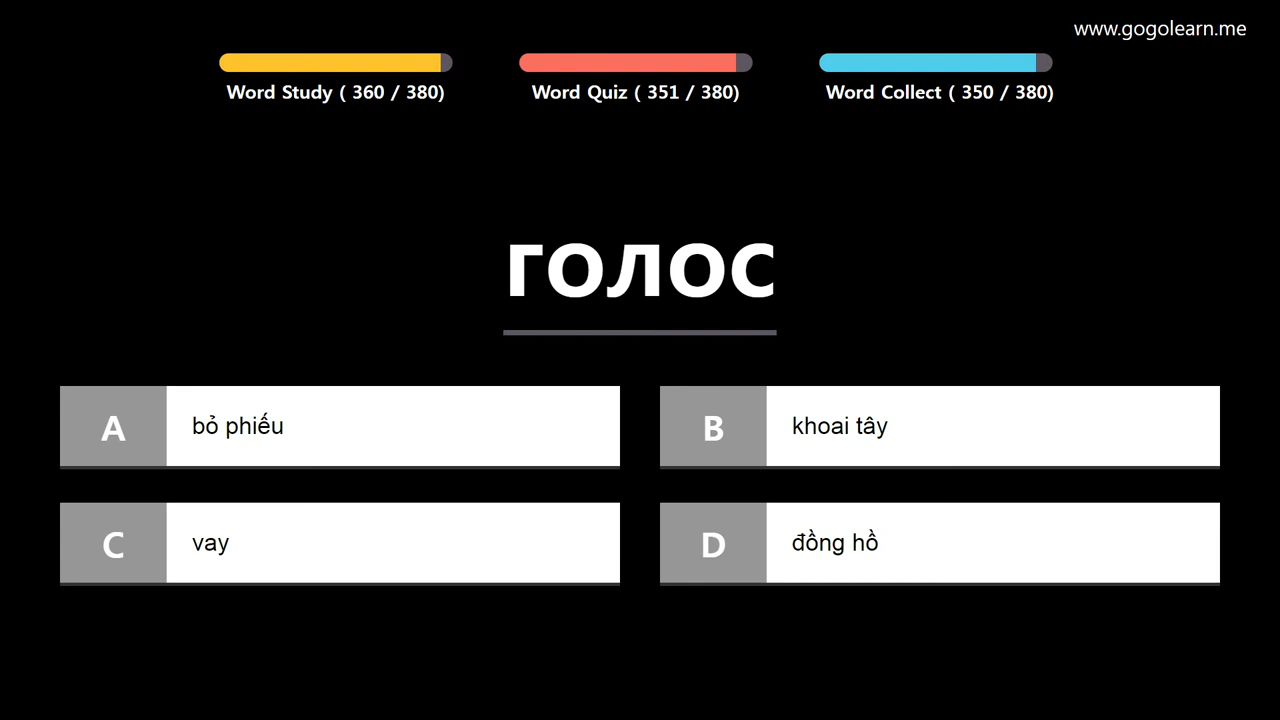 www.gogolearn.me
Word Study ( 360 / 380)
Word Quiz ( 351 / 380)
Word Collect ( 350 / 380)
голос
A
bỏ phiếu
B
khoai tây
C
vay
D
đồng hồ